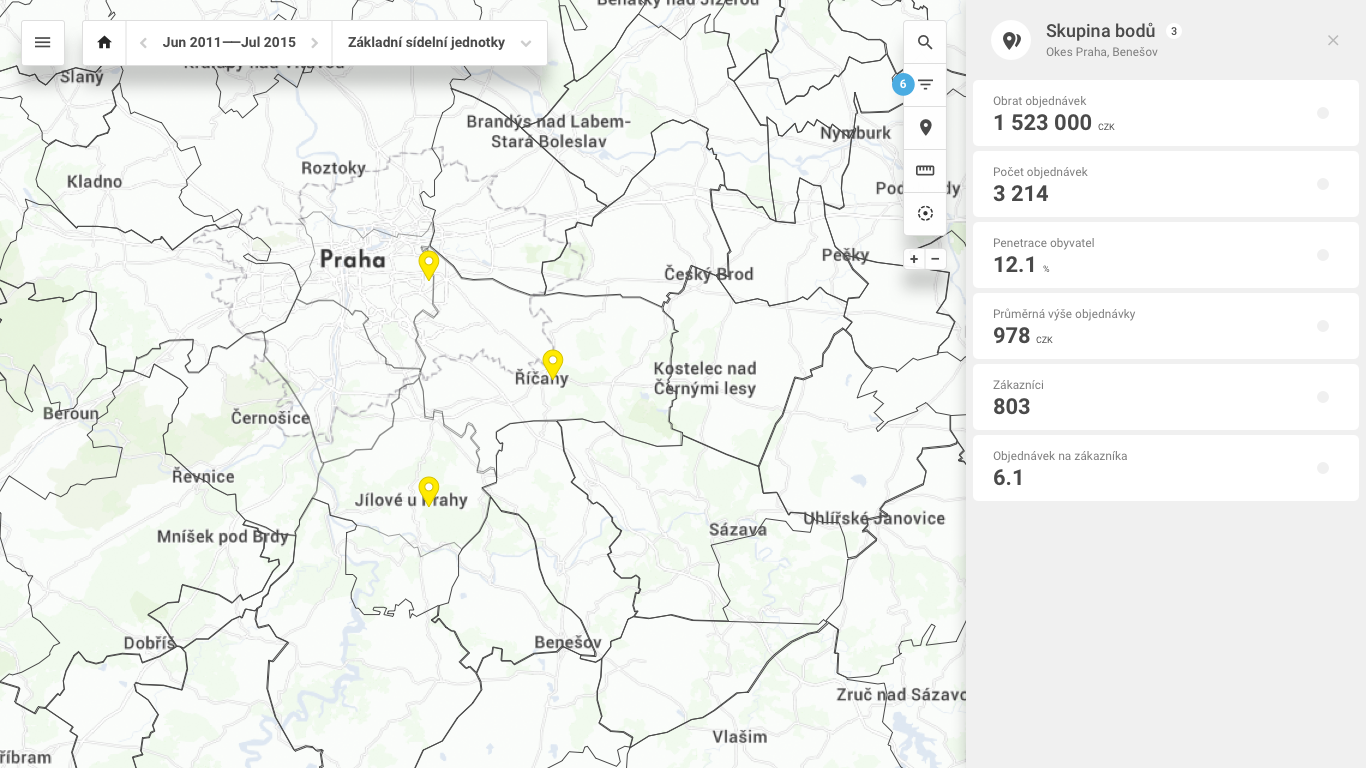 Benátky nad Jizerou
Jun 2011—Jul 2015
Základní sídelní jednotky
Kralupy nad Vltavou
Slaný
Brandýs nad Labem-
Stará Boleslav
Nymburk
6
Roztoky
Kladno
Praha
Český Brod
Pečky
+ −
Říčany
Kostelec nad
Černými lesy
Beroun
Černošice
Řevnice
Jílové u Prahy
Mníšek pod Brdy
Sázava
Uhlířské Janovice
Dobříš
Benešov
Zruč nad Sázavo
Vlašim
říbram
Skupina bodů 3
Okes Praha, Benešov
Obrat objednávek
1 523 000 CZK
Počet objednávek
3 214
Penetrace obyvatel
12.1 %
Průměrná výše objednávky
978 CZK
Zákazníci
803
Objednávek na zákazníka
6.1